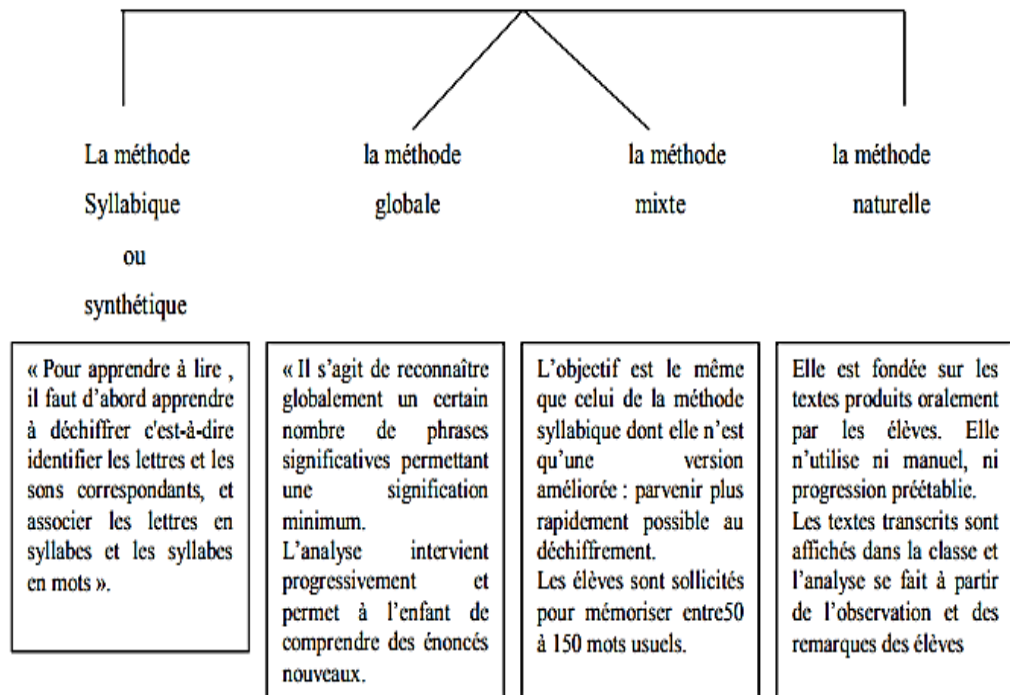 La méthode
Syllabique
ou
synthétique
la méthode
globale
la méthode
mixte
la méthode
naturelle
« Pour apprendre à lire ,
il faut d’abord apprendre
à déchiffrer c'est-à-dire
identifier les lettres et les
sons correspondants, et
associer les lettres en
syllabes et les syllabes
en mots ».
« Il s’agit de reconnaître
globalement un certain
nombre de phrases
significatives permettant
une signification
minimum.
L’analyse intervient
progressivement et
permet à l’enfant de
comprendre des énoncés
nouveaux.
L’objectif est le même
que celui de la méthode
syllabique dont elle n’est
qu’une version
améliorée : parvenir plus
rapidement possible au
déchiffrement.
Les élèves sont sollicités
pour mémoriser entre50
à 150 mots usuels.
Elle est fondée sur les
textes produits oralement
par les élèves. Elle
n’utilise ni manuel, ni
progression préétablie.
Les textes transcrits sont
affichés dans la classe et
l’analyse se fait à partir
de l’observation et des
remarques des élèves